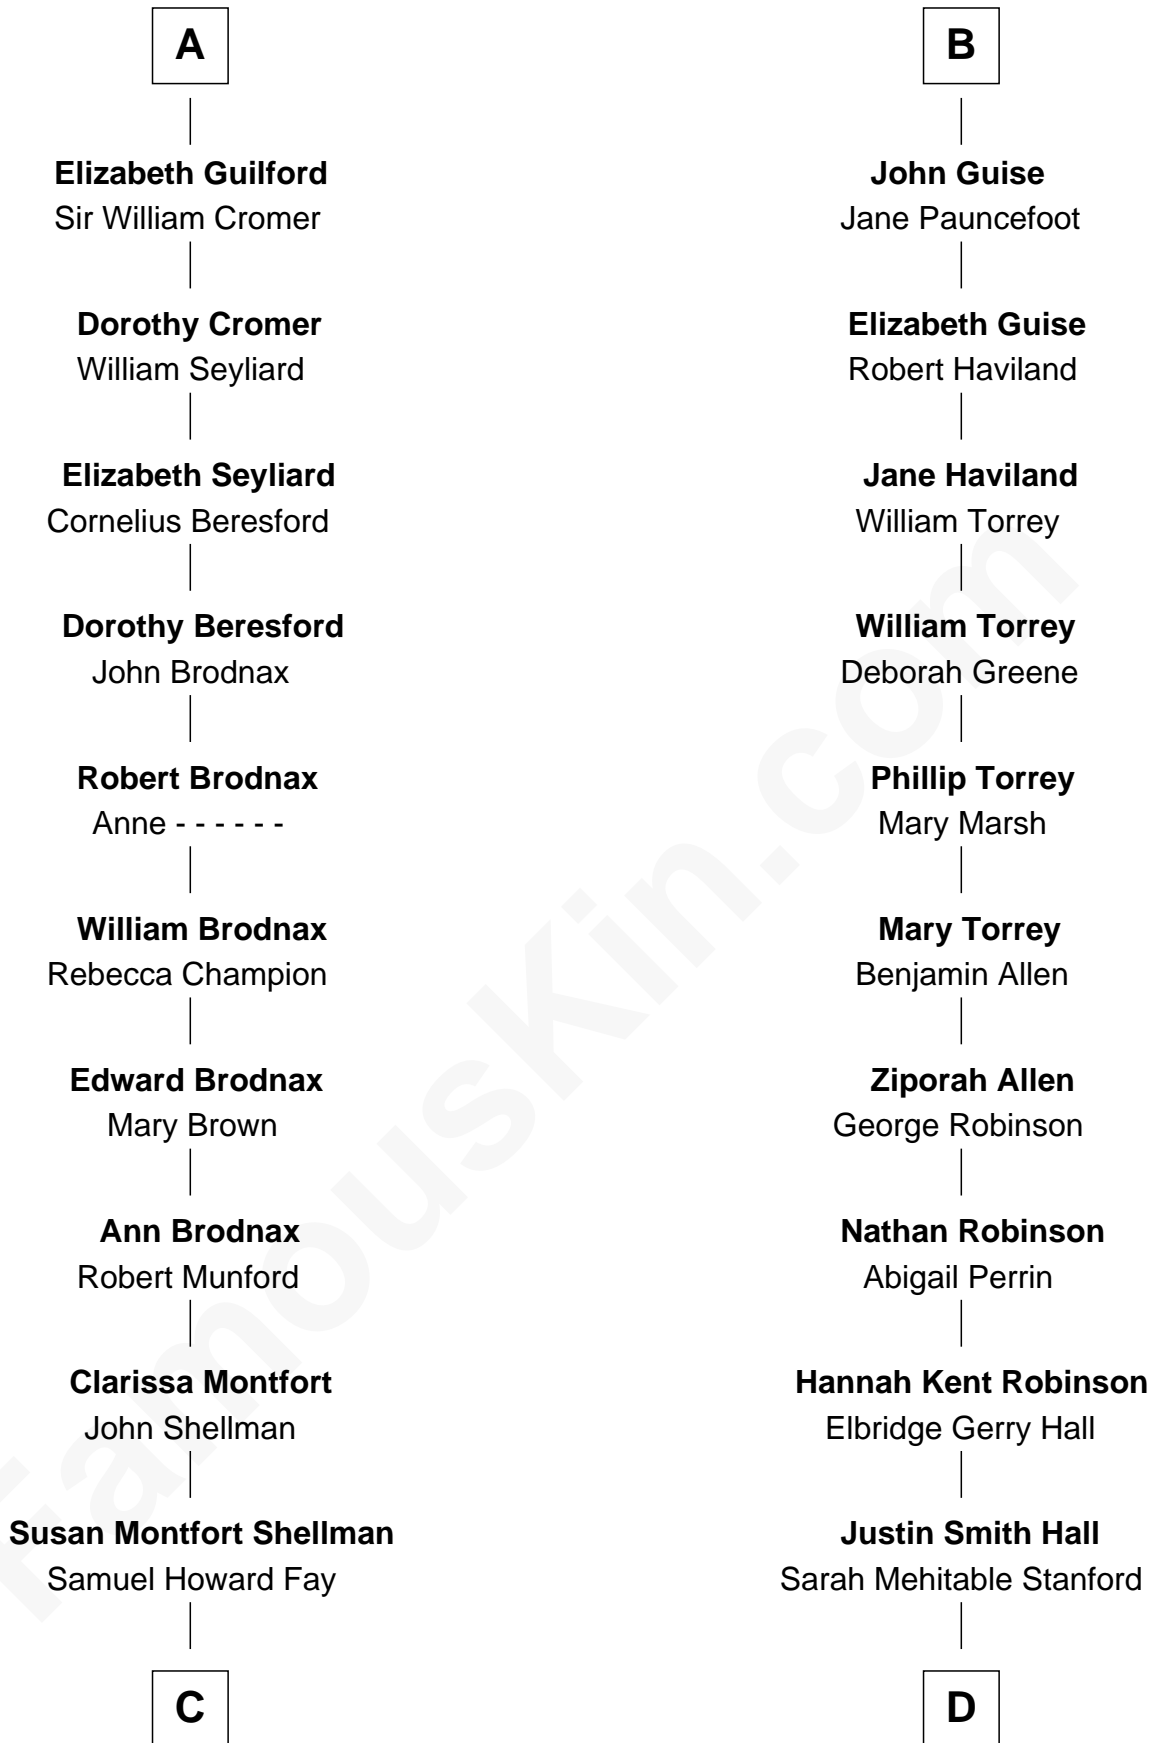 A
Elizabeth Guilford
Sir William Cromer
Dorothy Cromer
William Seyliard
Elizabeth Seyliard
Cornelius Beresford
Dorothy Beresford
John Brodnax
Robert Brodnax
Anne - - - - - -
William Brodnax
Rebecca Champion
Edward Brodnax
Mary Brown
Ann Brodnax
Robert Munford
Clarissa Montfort
John Shellman
Susan Montfort Shellman
Samuel Howard Fay
C
B
John Guise
Jane Pauncefoot
Elizabeth Guise
Robert Haviland
Jane Haviland
William Torrey
William Torrey
Deborah Greene
Phillip Torrey
Mary Marsh
Mary Torrey
Benjamin Allen
Ziporah Allen
George Robinson
Nathan Robinson
Abigail Perrin
Hannah Kent Robinson
Elbridge Gerry Hall
Justin Smith Hall
Sarah Mehitable Stanford
D
FamousKin.com